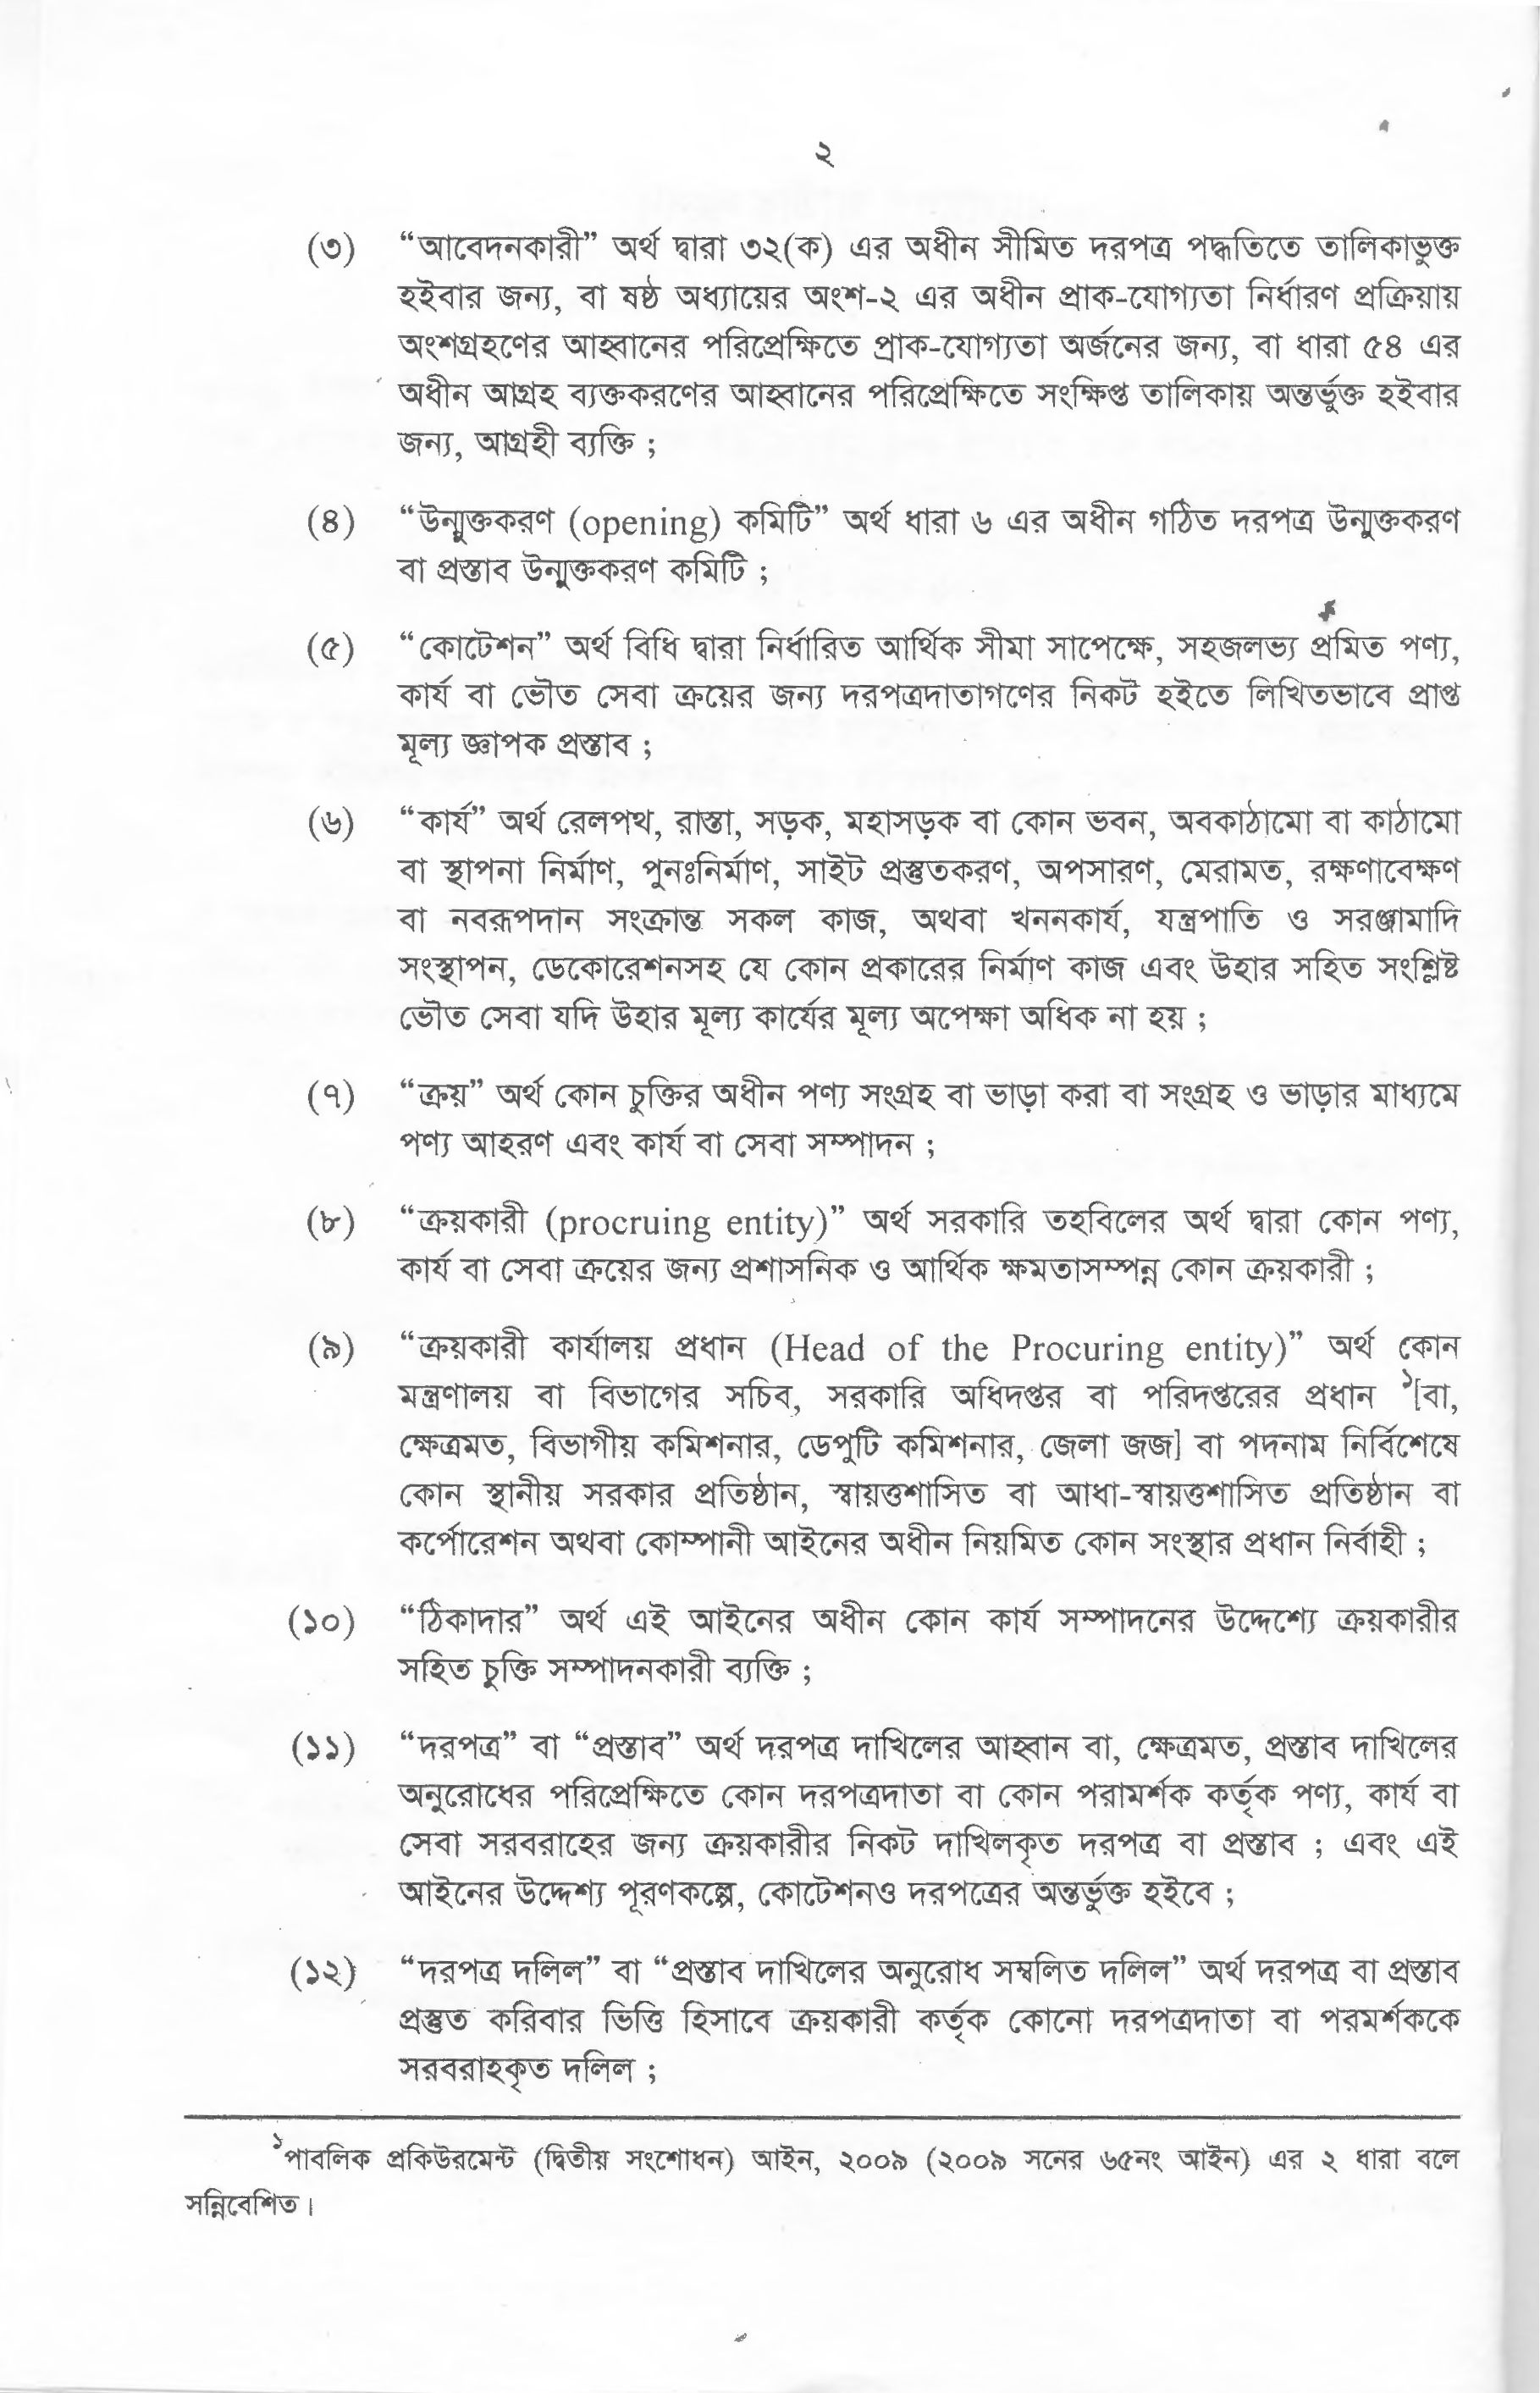 ২
(৩) “আবেদনকারী” অর্থ দ্বারা ৩২(ক) এর অধীন সীমিত দরপত্র পদ্ধতিতে তালিকাভুক্ত
হইবার জন্য, বা ষষ্ঠ অধ্যায়ের অংশ-২ এর অধীন প্রাক-যোগ্যতা নির্ধারণ প্রক্রিয়ায়
অংশগ্রহণের আহ্বানের পরিপ্রেক্ষিতে প্রাক-যোগ্যতা অর্জনের জন্য, বা ধারা ৫৪ এর
অধীন আগ্রহ ব্যক্তকরণের আহ্বানের পরিপ্রেক্ষিতে সংক্ষিপ্ত তালিকায় অন্তর্ভুক্ত হইবার
জন্য, আগ্রহী ব্যক্তি ;
(৪) “উন্মুক্তকরণ (opening) কমিটি” অর্থ ধারা ৬ এর অধীন গঠিত দরপত্র উন্মুক্তকরণ
বা প্রস্তাব উন্মুক্তকরণ কমিটি ;
(৫) “কোটেশন” অর্থ বিধি দ্বারা নির্ধারিত আর্থিক সীমা সাপেক্ষে, সহজলভ্য প্রমিত পণ্য,
কার্য বা ভৌত সেবা ক্রয়ের জন্য দরপত্রদাতাগণের নিকট হইতে লিখিতভাবে প্রাপ্ত
মূল্য জ্ঞাপক প্রস্তাব ;
(৬) “কার্য” অর্থ রেলপথ, রাস্তা, সড়ক, মহাসড়ক বা কোন ভবন, অবকাঠামো বা কাঠামো
বা স্থাপনা নির্মাণ, পুনঃনির্মাণ, সাইট প্রস্তুতকরণ, অপসারণ, মেরামত, রক্ষণাবেক্ষণ
বা নবরূপদান সংক্রান্ত সকল কাজ, অথবা খননকার্য, যন্ত্রপাতি ও সরঞ্জামাদি
সংস্থাপন, ডেকোরেশনসহ যে কোন প্রকারের নির্মাণ কাজ এবং উহার সহিত সংশ্লিষ্ট
ভৌত সেবা যদি উহার মূল্য কার্যের মূল্য অপেক্ষা অধিক না হয় ;
(৭) “ক্রয়” অর্থ কোন চুক্তির অধীন পণ্য সংগ্রহ বা ভাড়া করা বা সংগ্রহ ও ভাড়ার মাধ্যমে
পণ্য আহরণ এবং কার্য বা সেবা সম্পাদন ;
(৮) “ক্রয়কারী (procruing entity)” অর্থ সরকারি তহবিলের অর্থ দ্বারা কোন পণ্য,
কার্য বা সেবা ক্রয়ের জন্য প্রশাসনিক ও আর্থিক ক্ষমতাসম্পন্ন কোন ক্রয়কারী ;
(৯) “ক্রয়কারী কার্যালয় প্রধান (Head of the Procuring entity)” অর্থ কোন
মন্ত্রণালয় বা বিভাগের সচিব, সরকারি অধিদপ্তর বা পরিদপ্তরের প্রধান ১[বা,
ক্ষেত্রমত, বিভাগীয় কমিশনার, ডেপুটি কমিশনার, জেলা জজ] বা পদনাম নির্বিশেষে
কোন স্থানীয় সরকার প্রতিষ্ঠান, স্বায়ত্তশাসিত বা আধা-স্বায়ত্তশাসিত প্রতিষ্ঠান বা
কর্পোরেশন অথবা কোম্পানী আইনের অধীন নিয়মিত কোন সংস্থার প্রধান নির্বাহী ;
(১০) “ঠিকাদার” অর্থ এই আইনের অধীন কোন কার্য সম্পাদনের উদ্দেশ্যে ক্রয়কারীর
সহিত চুক্তি সম্পাদনকারী ব্যক্তি ;
(১১) “দরপত্র” বা “প্রস্তাব” অর্থ দরপত্র দাখিলের আহ্বান বা, ক্ষেত্রমত, প্রস্তাব দাখিলের
অনুরোধের পরিপ্রেক্ষিতে কোন দরপত্রদাতা বা কোন পরামর্শক কর্তৃক পণ্য, কার্য বা
সেবা সরবরাহের জন্য ক্রয়কারীর নিকট দাখিলকৃত দরপত্র বা প্রস্তাব ; এবং এই
আইনের উদ্দেশ্য পূরণকল্পে, কোটেশনও দরপত্রের অন্তর্ভুক্ত হইবে ;
(১২) “দরপত্র দলিল” বা “প্রস্তাব দাখিলের অনুরোধ সম্বলিত দলিল” অর্থ দরপত্র বা প্রস্তাব
প্রস্তুত করিবার ভিত্তি হিসাবে ক্রয়কারী কর্তৃক কোনো দরপত্রদাতা বা পরমর্শককে
সরবরাহকৃত দলিল ;
১পাবলিক প্রকিউরমেন্ট (দ্বিতীয় সংশোধন) আইন, ২০০৯ (২০০৯ সনের ৬৫নং আইন) এর ২ ধারা বলে
সন্নিবেশিত।